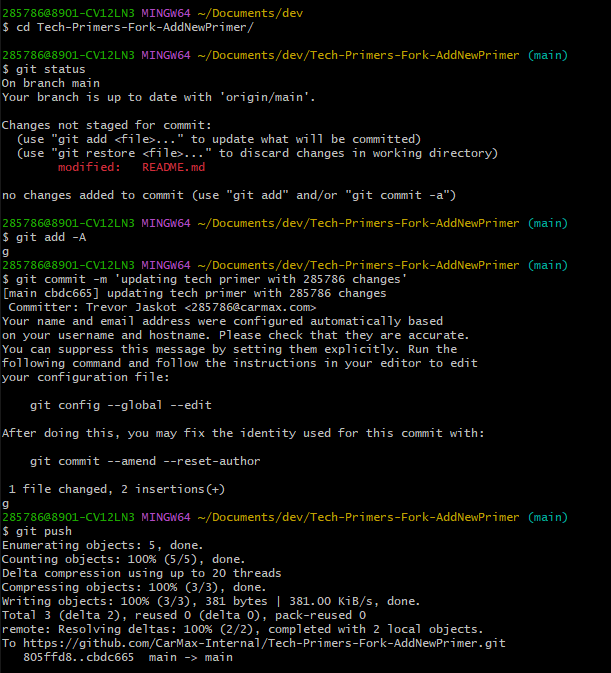 285786@8901-CV12LN3 MINGW64 ~/Documents/dev
$ cd Tech-Primers-Fork-AddNewPrimer/

285786@8901-CV12LN3 MINGW64 ~/Documents/dev/Tech-Primers-Fork-AddNewPrimer (main)
$ git status
On branch main
Your branch is up to date with 'origin/main'.

Changes not staged for commit:
  (use "git add <file>..." to update what will be committed)
  (use "git restore <file>..." to discard changes in working directory)
        modified:   README.md

no changes added to commit (use "git add" and/or "git commit -a")

285786@8901-CV12LN3 MINGW64 ~/Documents/dev/Tech-Primers-Fork-AddNewPrimer (main)
$ git add -A
g
285786@8901-CV12LN3 MINGW64 ~/Documents/dev/Tech-Primers-Fork-AddNewPrimer (main)
$ git commit -m 'updating tech primer with 285786 changes'
[main cbdc665] updating tech primer with 285786 changes
 Committer: Trevor Jaskot <285786@carmax.com>
Your name and email address were configured automatically based
on your username and hostname. Please check that they are accurate.
You can suppress this message by setting them explicitly. Run the
following command and follow the instructions in your editor to edit
your configuration file:

    git config --global --edit

After doing this, you may fix the identity used for this commit with:

    git commit --amend --reset-author

 1 file changed, 2 insertions(+)
g
285786@8901-CV12LN3 MINGW64 ~/Documents/dev/Tech-Primers-Fork-AddNewPrimer (main)
$ git push
Enumerating objects: 5, done.
Counting objects: 100% (5/5), done.
Delta compression using up to 20 threads
Compressing objects: 100% (3/3), done.
Writing objects: 100% (3/3), 381 bytes | 381.00 KiB/s, done.
Total 3 (delta 2), reused 0 (delta 0), pack-reused 0
remote: Resolving deltas: 100% (2/2), completed with 2 local objects.
To https://github.com/CarMax-Internal/Tech-Primers-Fork-AddNewPrimer.git
   805ffd8..cbdc665  main -> main